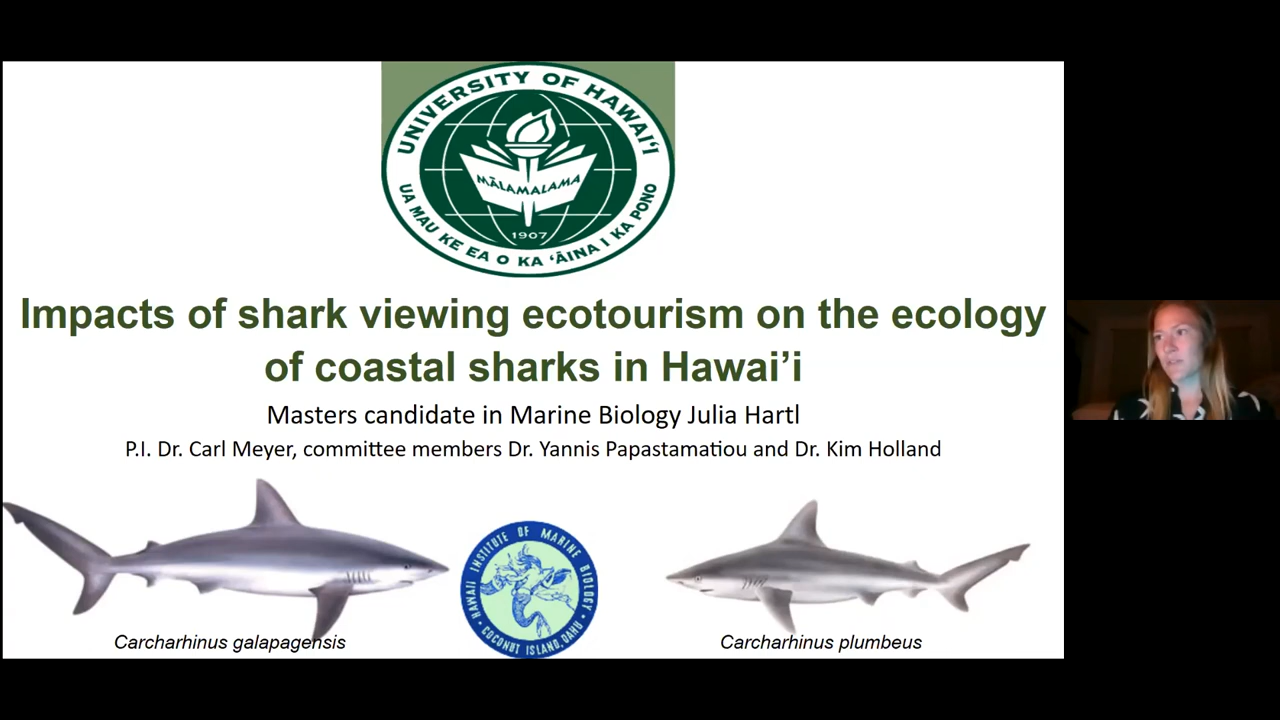 UNIVERSITY OF HAWAIʻI
MĀLAMALAMA
1907
UA MAU KE EA O KA ʻĀINA I KA PONO
Impacts of shark viewing ecotourism on the ecology
of coastal sharks in Hawai’i
Masters candidate in Marine Biology Julia Hartl
P.I. Dr. Carl Meyer, committee members Dr. Yannis Papastamatiou and Dr. Kim Holland
HAWAII INSTITUTE OF MARINE BIOLOGY
COCONUT ISLAND, OAHU
Carcharhinus galapagensis
Carcharhinus plumbeus